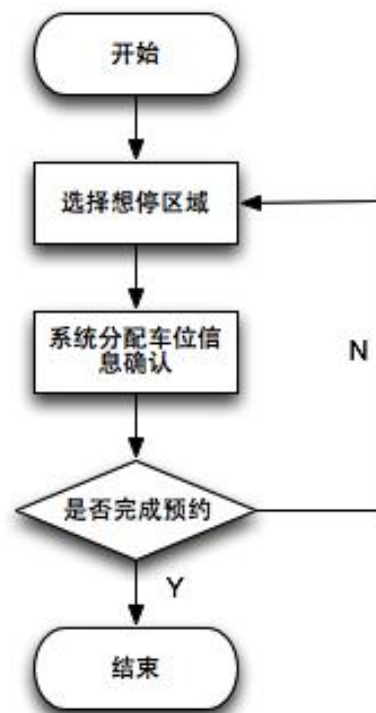 开始
选择想停区域
系统分配车位信
息确认
N
是否完成预约
Y
结束